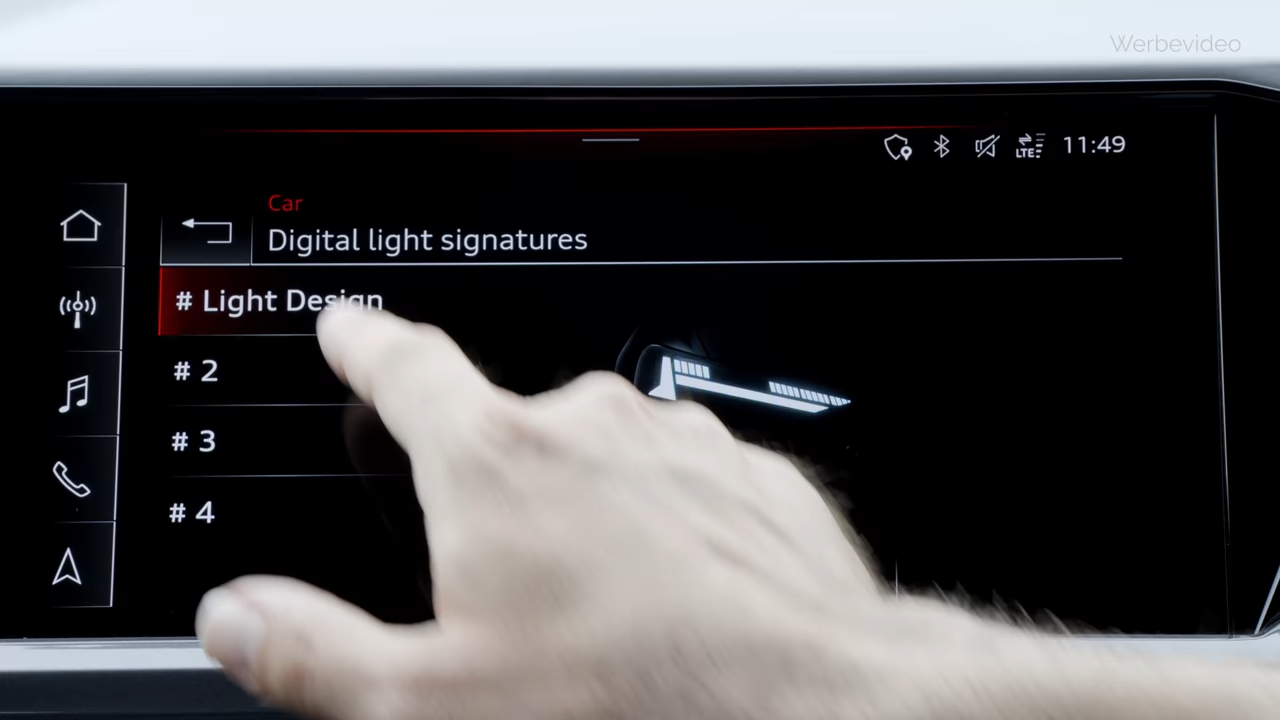 Werbevideo
LTE 11:49
Car
Digital light signatures
# Light Design
# 2
# 3
# 4